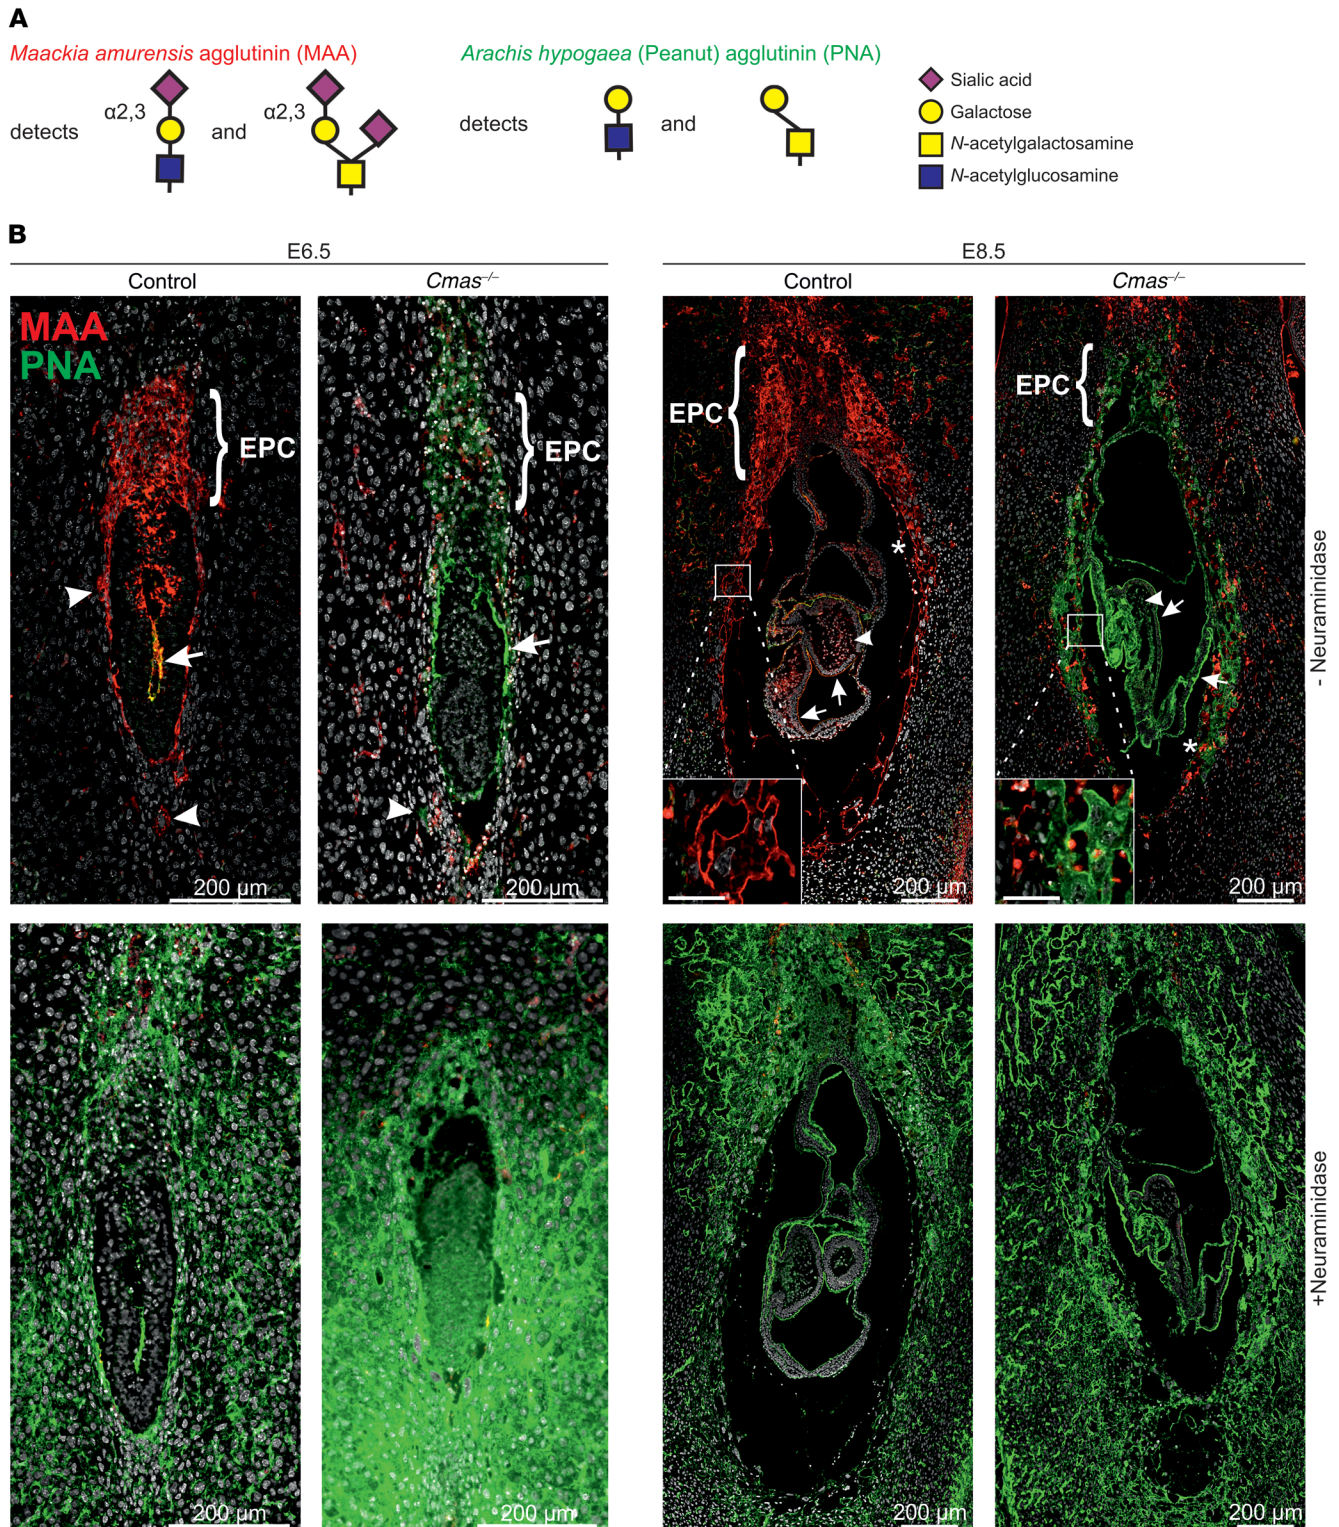 A
Maackia amurensis agglutinin (MAA)
Arachis hypogaea (Peanut) agglutinin (PNA)
detects
α2,3
and
α2,3
detects
and
Sialic acid
Galactose
N-acetylgalactosamine
N-acetylglucosamine
B
E6.5
E8.5
Control
Cmas–/–
Control
Cmas–/–
MAA
PNA
EPC
EPC
EPC
EPC
*
*
200 µm
200 µm
200 µm
200 µm
- Neuraminidase
200 µm
200 µm
200 µm
200 µm
+Neuraminidase